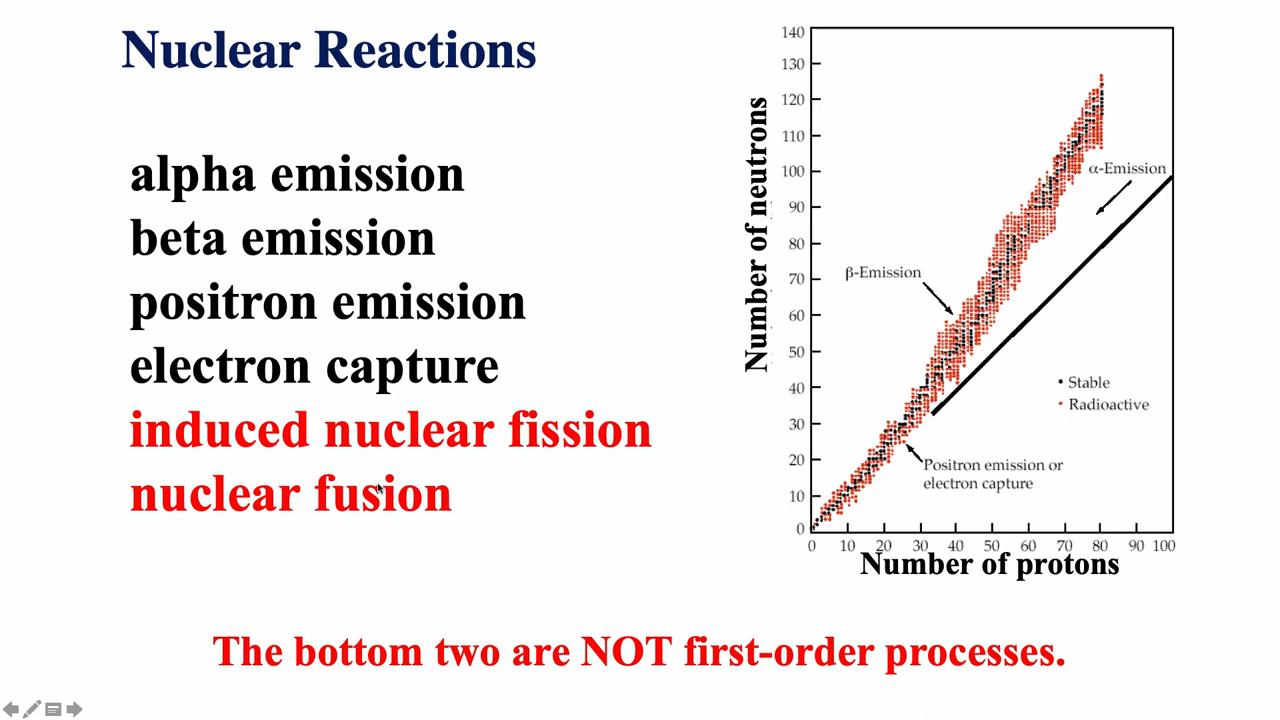 Nuclear Reactions
alpha emission
beta emission
positron emission
electron capture
induced nuclear fission
nuclear fusion
140
130
120
110
100
90
80
70
60
50
40
30
20
10
0
Number of neutrons
α-Emission
β-Emission
• Stable
• Radioactive
Positron emission or
electron capture
0 10 20 30 40 50 60 70 80 90 100
Number of protons
The bottom two are NOT first-order processes.